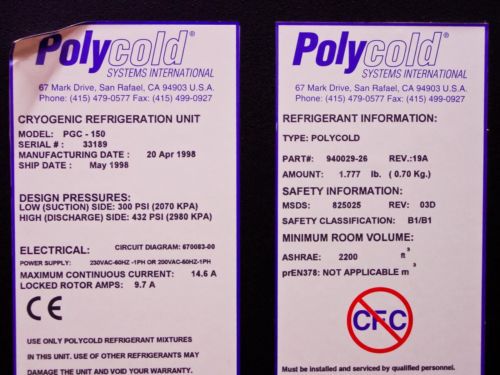 Polycold®
SYSTEMS INTERNATIONAL
67 Mark Drive, San Rafael, CA 94903 U.S.A.
Phone: (415) 479-0577 Fax: (415) 499-0927
CRYOGENIC REFRIGERATION UNIT
MODEL: PGC - 150
SERIAL #: 33189
MANUFACTURING DATE: 20 Apr 1998
SHIP DATE: May 1998
DESIGN PRESSURES:
LOW (SUCTION) SIDE: 300 PSI (2070 KPA)
HIGH (DISCHARGE) SIDE: 432 PSI (2980 KPA)
ELECTRICAL: CIRCUIT DIAGRAM: 670083-00
POWER SUPPLY: 230VAC-60HZ -1PH OR 200VAC-60HZ-1PH
MAXIMUM CONTINUOUS CURRENT: 14.6 A
LOCKED ROTOR AMPS: 9.7 A
CE
USE ONLY POLYCOLD REFRIGERANT MIXTURES
IN THIS UNIT. USE OF OTHER REFRIGERANTS MAY
DAMAGE THE UNIT AND VOID YOUR WARRANTY.
Polycold®
SYSTEMS INTERNATIONAL
67 Mark Drive, San Rafael, CA 94903 U.S.A.
Phone: (415) 479-0577 Fax: (415) 499-0927
REFRIGERANT INFORMATION:
TYPE: POLYCOLD
PART#: 940029-26 REV.:19A
AMOUNT: 1.777 lb. ( 0.70 Kg.)
SAFETY INFORMATION:
MSDS: 825025 REV: 03D
SAFETY CLASSIFICATION: B1/B1
MINIMUM ROOM VOLUME:
ASHRAE: 2200 ft³
prEN378: NOT APPLICABLE m³
CFC
Must be installed and serviced by qualified personnel.